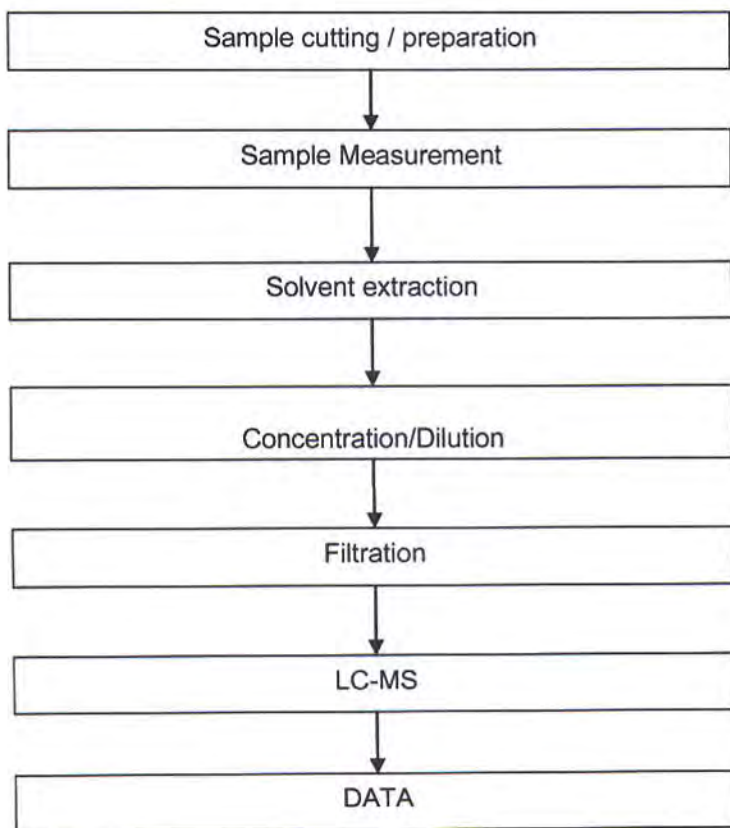 Sample cutting / preparation
Sample Measurement
Solvent extraction
Concentration/Dilution
Filtration
LC-MS
DATA